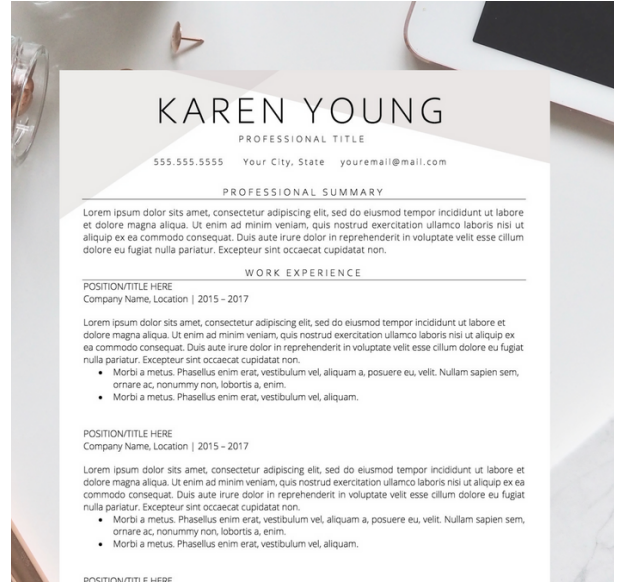 KAREN YOUNG
PROFESSIONAL TITLE
555.555.5555 Your City, State youremail@mail.com
PROFESSIONAL SUMMARY
Lorem ipsum dolor sits amet, consectetur adipiscing elit, sed do eiusmod tempor incididunt ut labore
et dolore magna aliqua. Ut enim ad minim veniam, quis nostrud exercitation ullamco laboris nisi ut
aliquip ex ea commodo consequat. Duis aute irure dolor in reprehenderit in voluptate velit esse cillum
dolore eu fugiat nulla pariatur. Excepteur sint occaecat cupidatat non.
WORK EXPERIENCE
POSITION/TITLE HERE
Company Name, Location | 2015 – 2017
Lorem ipsum dolor sit amet, consectetur adipiscing elit, sed do eiusmod tempor incididunt ut labore et
dolore magna aliqua. Ut enim ad minim veniam, quis nostrud exercitation ullamco laboris nisi ut aliquip ex
ea commodo consequat. Duis aute irure dolor in reprehenderit in voluptate velit esse cillum dolore eu fugiat
nulla pariatur. Excepteur sint occaecat cupidatat non.
• Morbi a metus. Phasellus enim erat, vestibulum vel, aliquam a, posuere eu, velit. Nullam sapien sem,
ornare ac, nonummy non, lobortis a, enim.
• Morbi a metus. Phasellus enim erat, vestibulum vel, aliquam.
POSITION/TITLE HERE
Company Name, Location | 2015 – 2017
Lorem ipsum dolor sit amet, consectetur adipiscing elit, sed do eiusmod tempor incididunt ut labore et
dolore magna aliqua. Ut enim ad minim veniam, quis nostrud exercitation ullamco laboris nisi ut aliquip ex ea
commodo consequat. Duis aute irure dolor in reprehenderit in voluptate velit esse cillum dolore eu fugiat
nulla pariatur. Excepteur sint occaecat cupidatat non.
• Morbi a metus. Phasellus enim erat, vestibulum vel, aliquam a, posuere eu, velit. Nullam sapien sem,
ornare ac, nonummy non, lobortis a, enim.
• Morbi a metus. Phasellus enim erat, vestibulum vel, aliquam.
POSITION/TITLE HERE